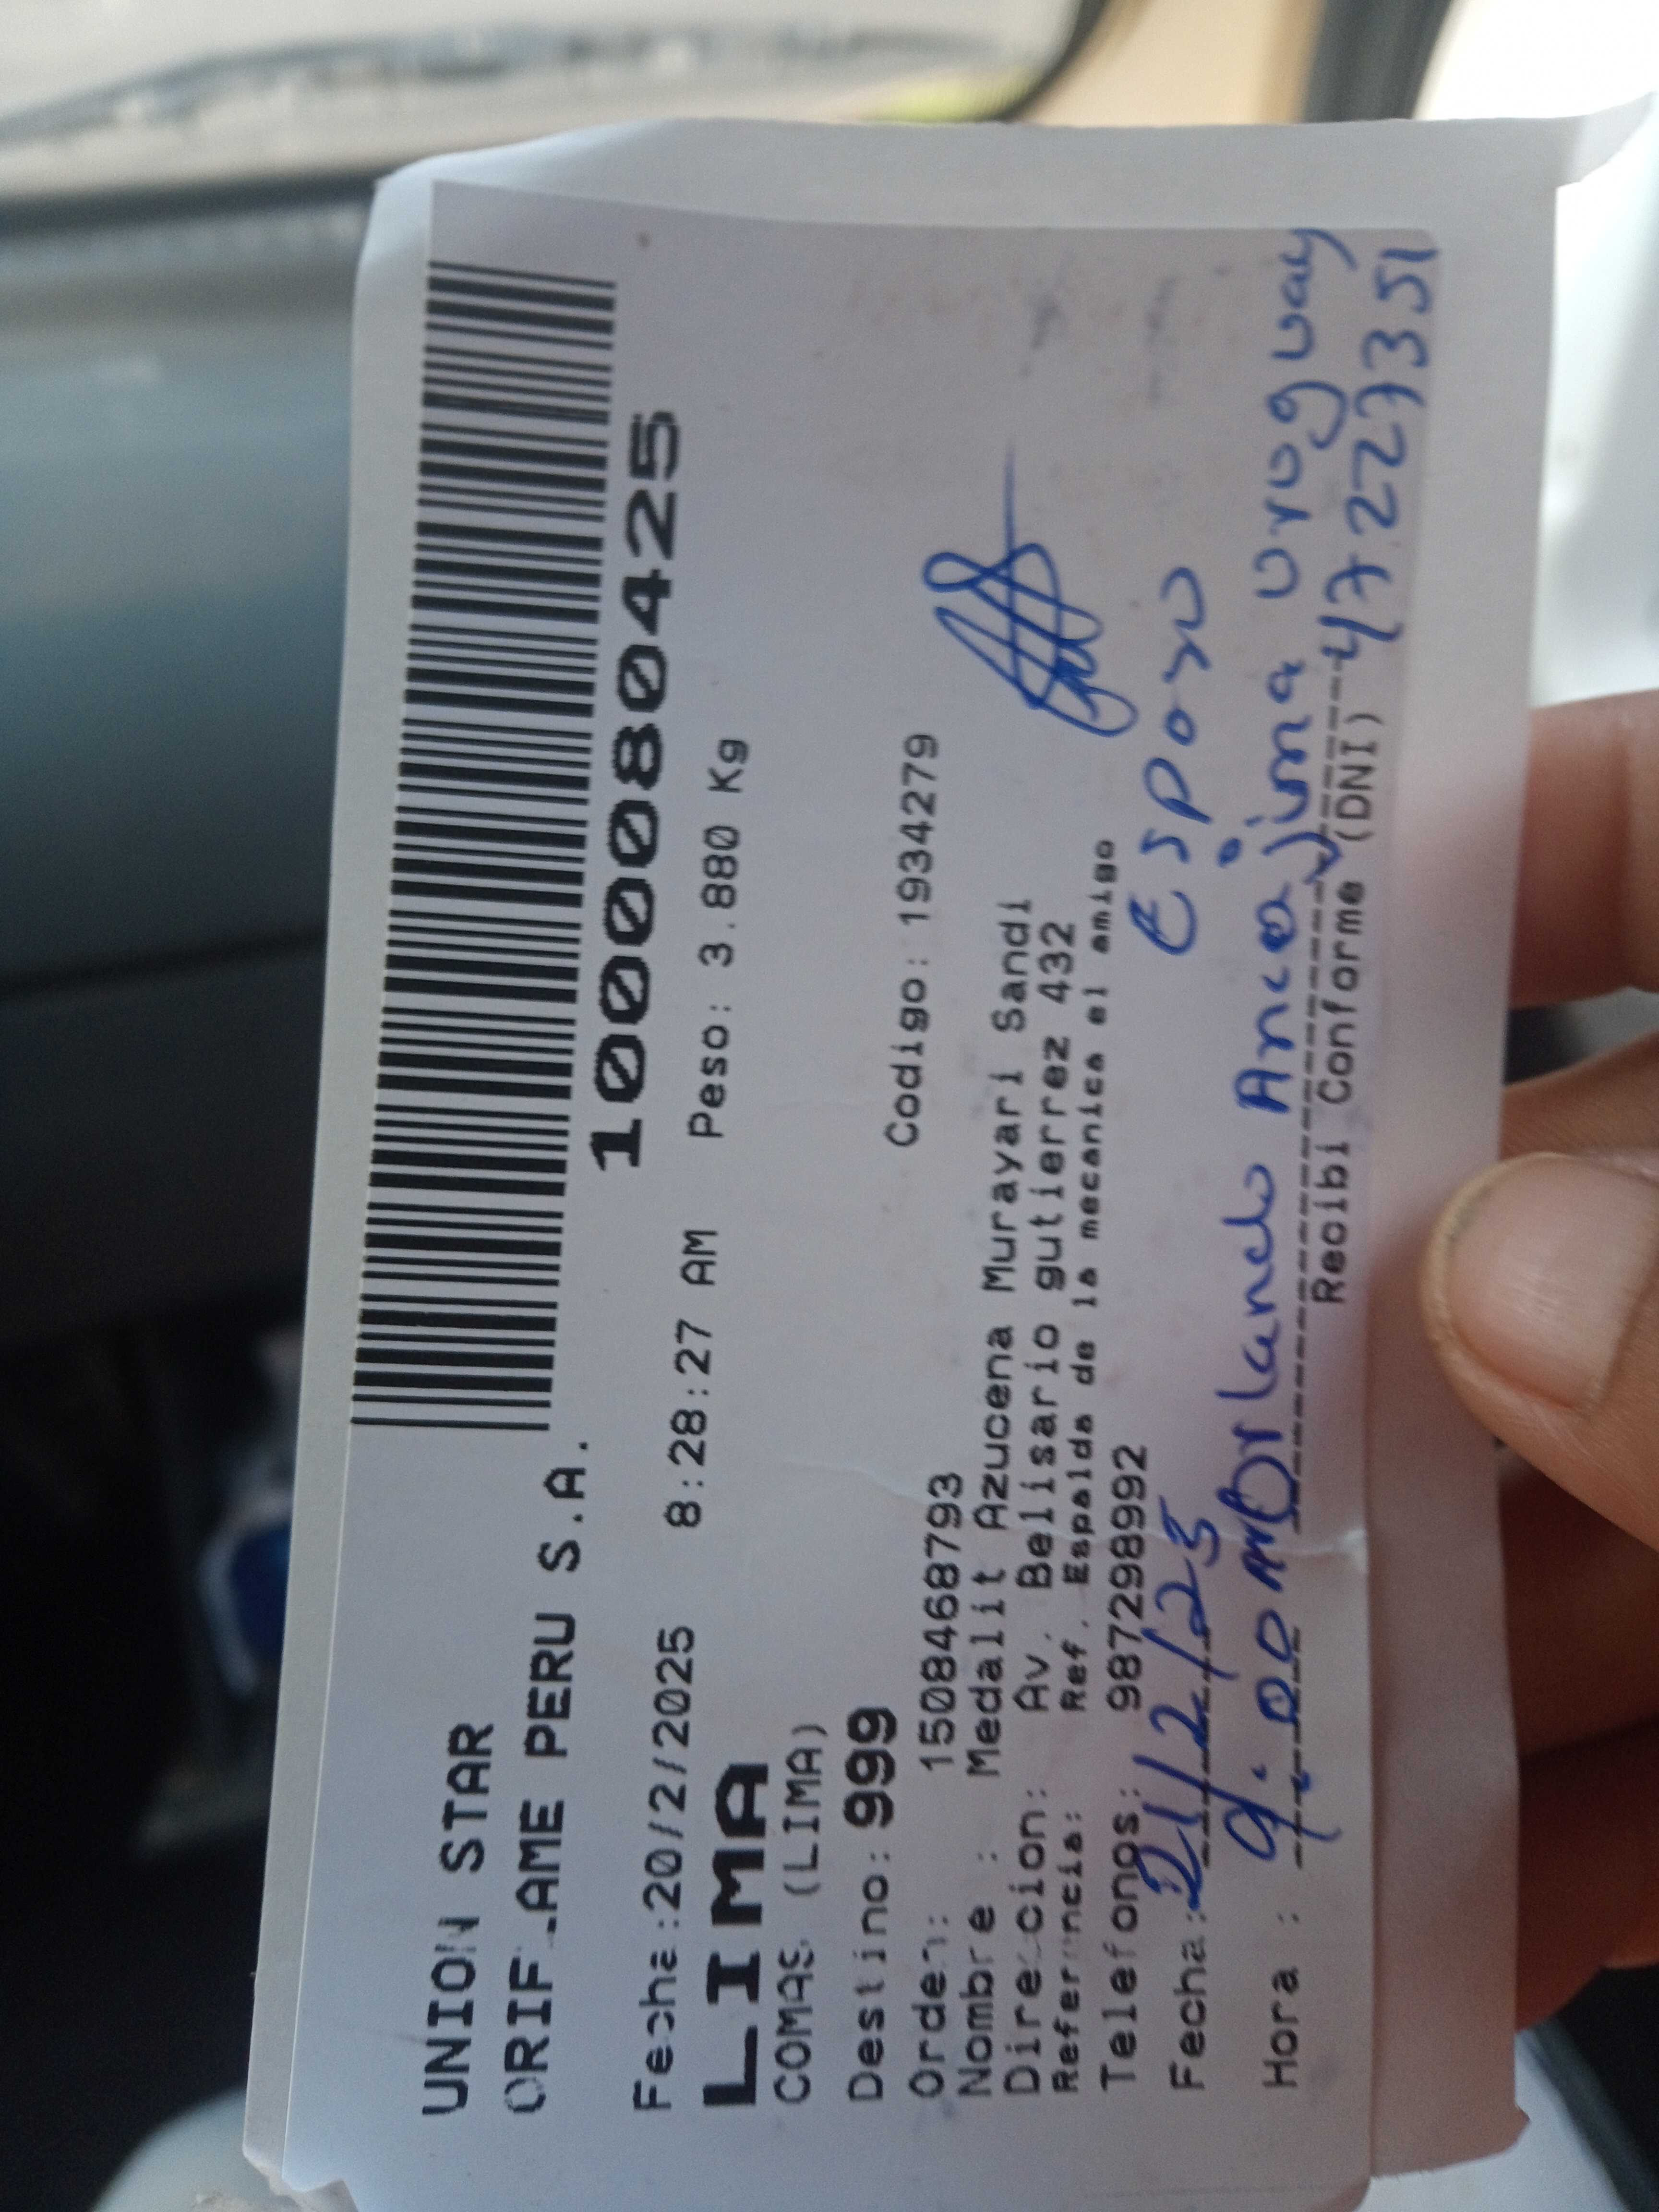 UNION STAR
ORIFLAME PERU S.A.
1000080425
Fecha:20/2/2025 8:28:27 AM Peso: 3.880 Kg
LIMA
COMAS (LIMA)
Destino: 999
Codigo: 1934279
Orden: 1508468793
Nombre : Medalit Azucena Murayari Sandi
Direccion: Av. Belisario gutierrez 432
Referencia: Ref. Espalda de la mecanica el amigo
Telefonos: 987298992
Esposo
Fecha: 21/2/25
Orlando Ancajima uruguay
Hora : 9:00 AM
47227351
Recibi Conforme (DNI)